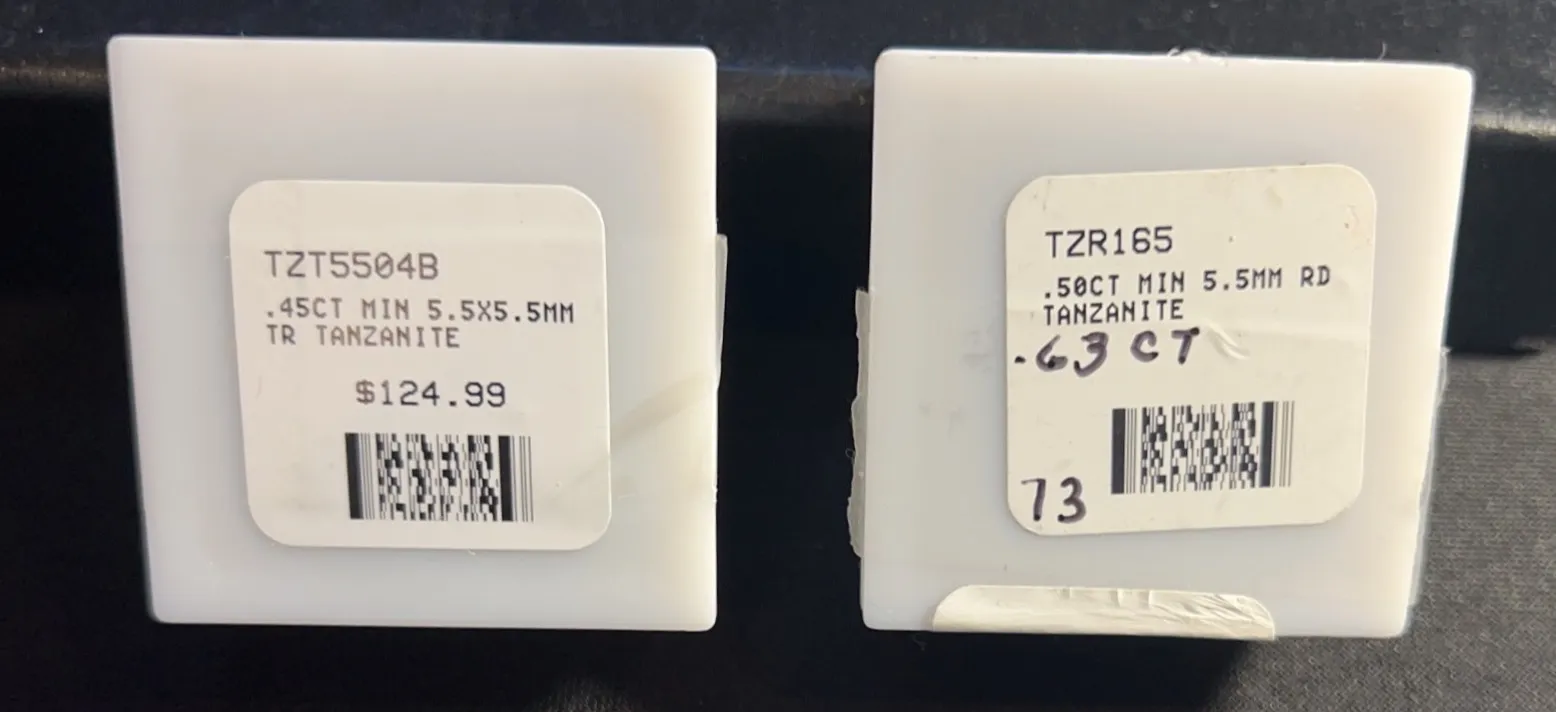 TZT5504B
.45CT MIN 5.5X5.5MM
TR TANZANITE
$124.99
TZR165
.50CT MIN 5.5MM RD
TANZANITE
.63 CT
73